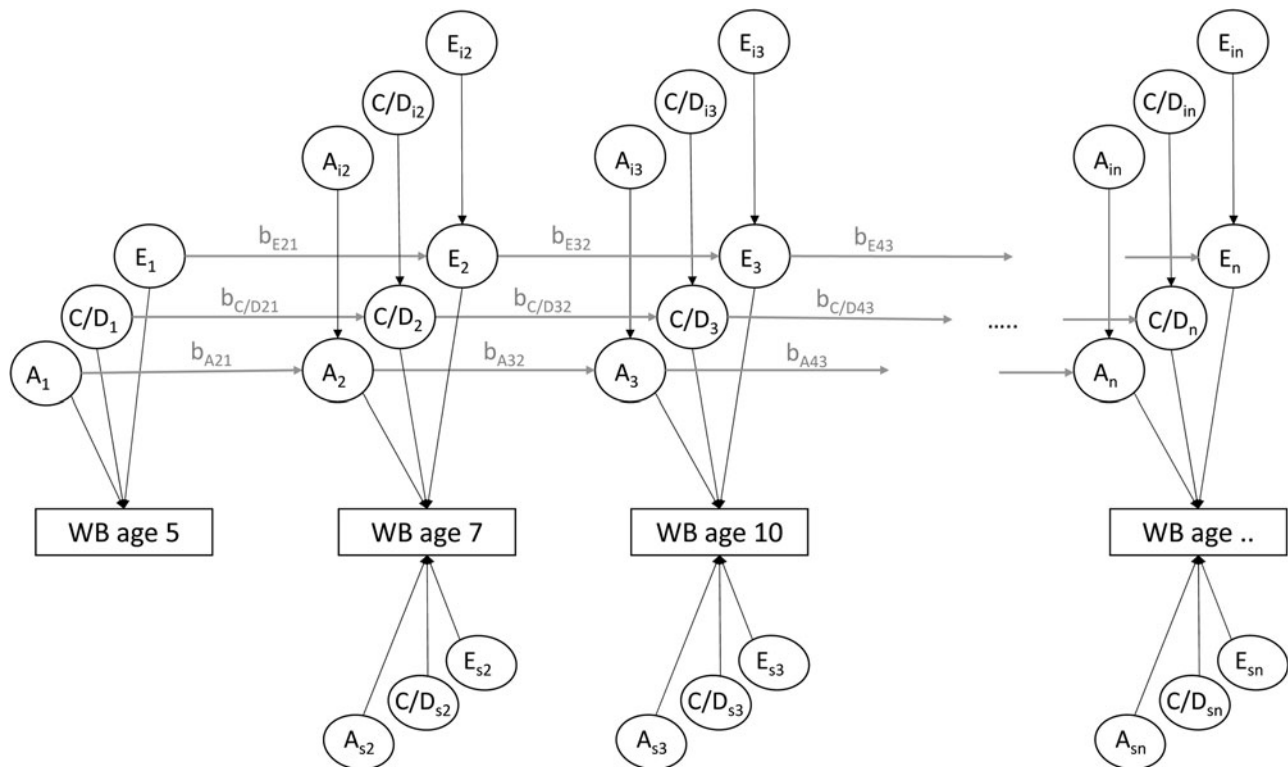 E_i2 E_i3 E_in
C/D_i2 C/D_i3 C/D_in
A_i2 A_i3 A_in
E_1 b_E21 E_2 b_E32 E_3 b_E43 E_n
C/D_1 b_C/D21 C/D_2 b_C/D32 C/D_3 b_C/D43 ..... C/D_n
A_1 b_A21 A_2 b_A32 A_3 b_A43 A_n
WB age 5 WB age 7 WB age 10 WB age ..
E_s2 E_s3 E_sn
C/D_s2 C/D_s3 C/D_sn
A_s2 A_s3 A_sn